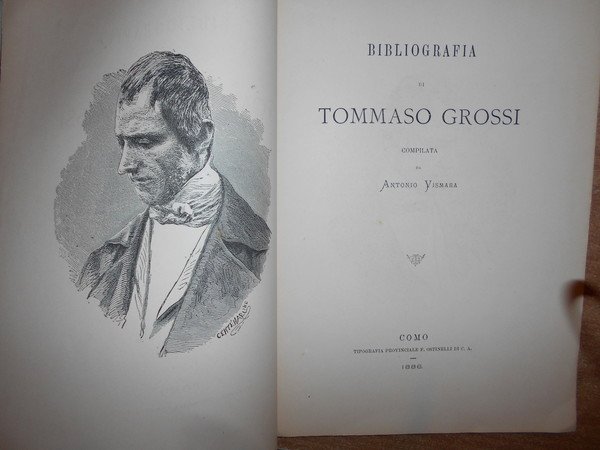 BIBLIOGRAFIA
DI
TOMMASO GROSSI
COMPILATA
DA
ANTONIO VISMARA
COMO
TIPOGRAFIA PROVINCIALE F. OSTINELLI DI C. A.
1886.